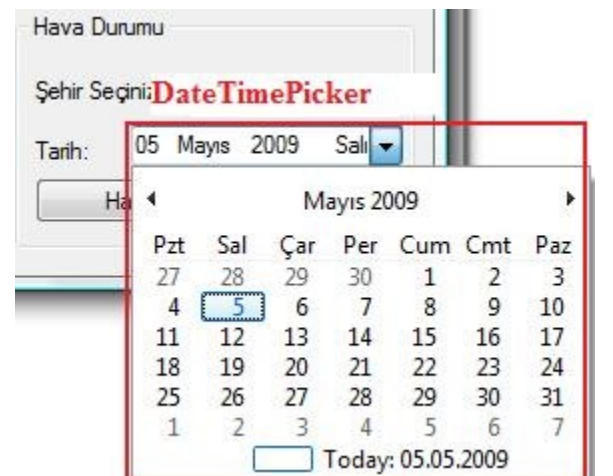 Hava Durumu
Şehir Seçiniz
DateTimePicker
Tarih:
05 Mayıs 2009 Salı
Ha
Mayıs 2009
Pzt Sal Çar Per Cum Cmt Paz
27 28 29 30 1 2 3
4 5 6 7 8 9 10
11 12 13 14 15 16 17
18 19 20 21 22 23 24
25 26 27 28 29 30 31
1 2 3 4 5 6 7
Today: 05.05.2009